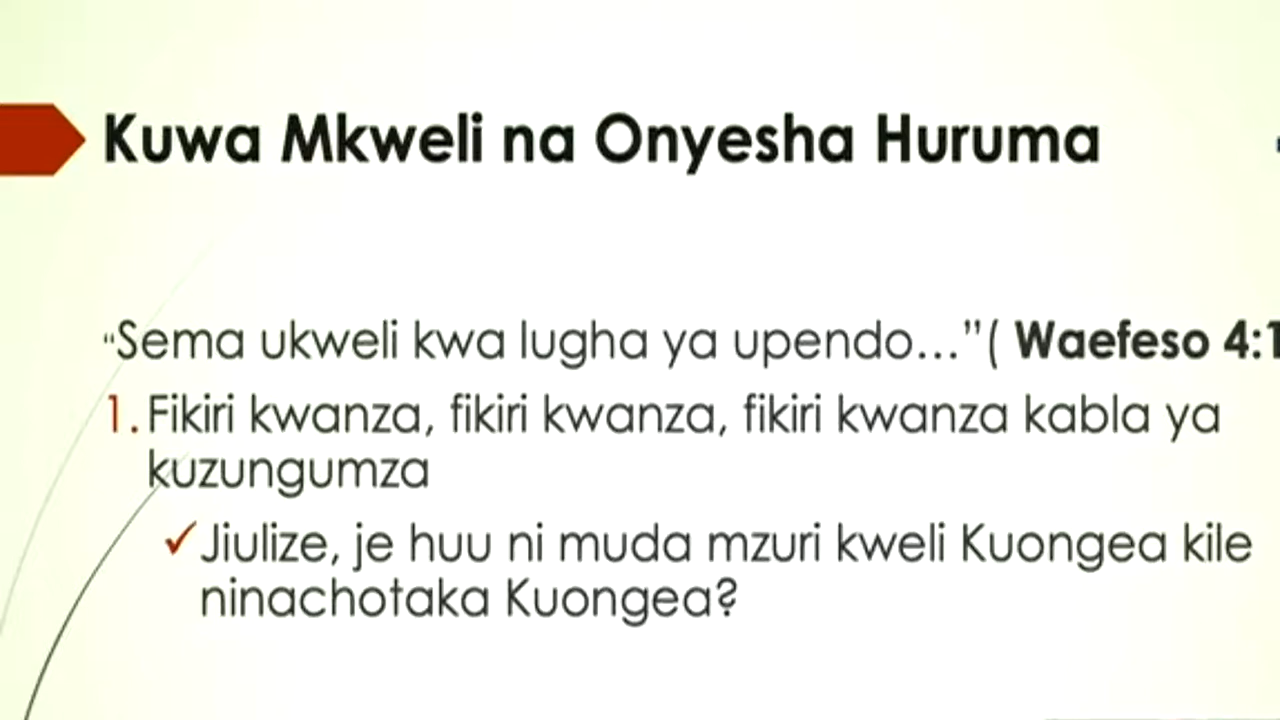 Kuwa Mkweli na Onyesha Huruma
“Sema ukweli kwa lugha ya upendo…”( Waefeso 4:1
1. Fikiri kwanza, fikiri kwanza, fikiri kwanza kabla ya
kuzungumza
✓Jiulize, je huu ni muda mzuri kweli Kuongea kile
ninachotaka Kuongea?